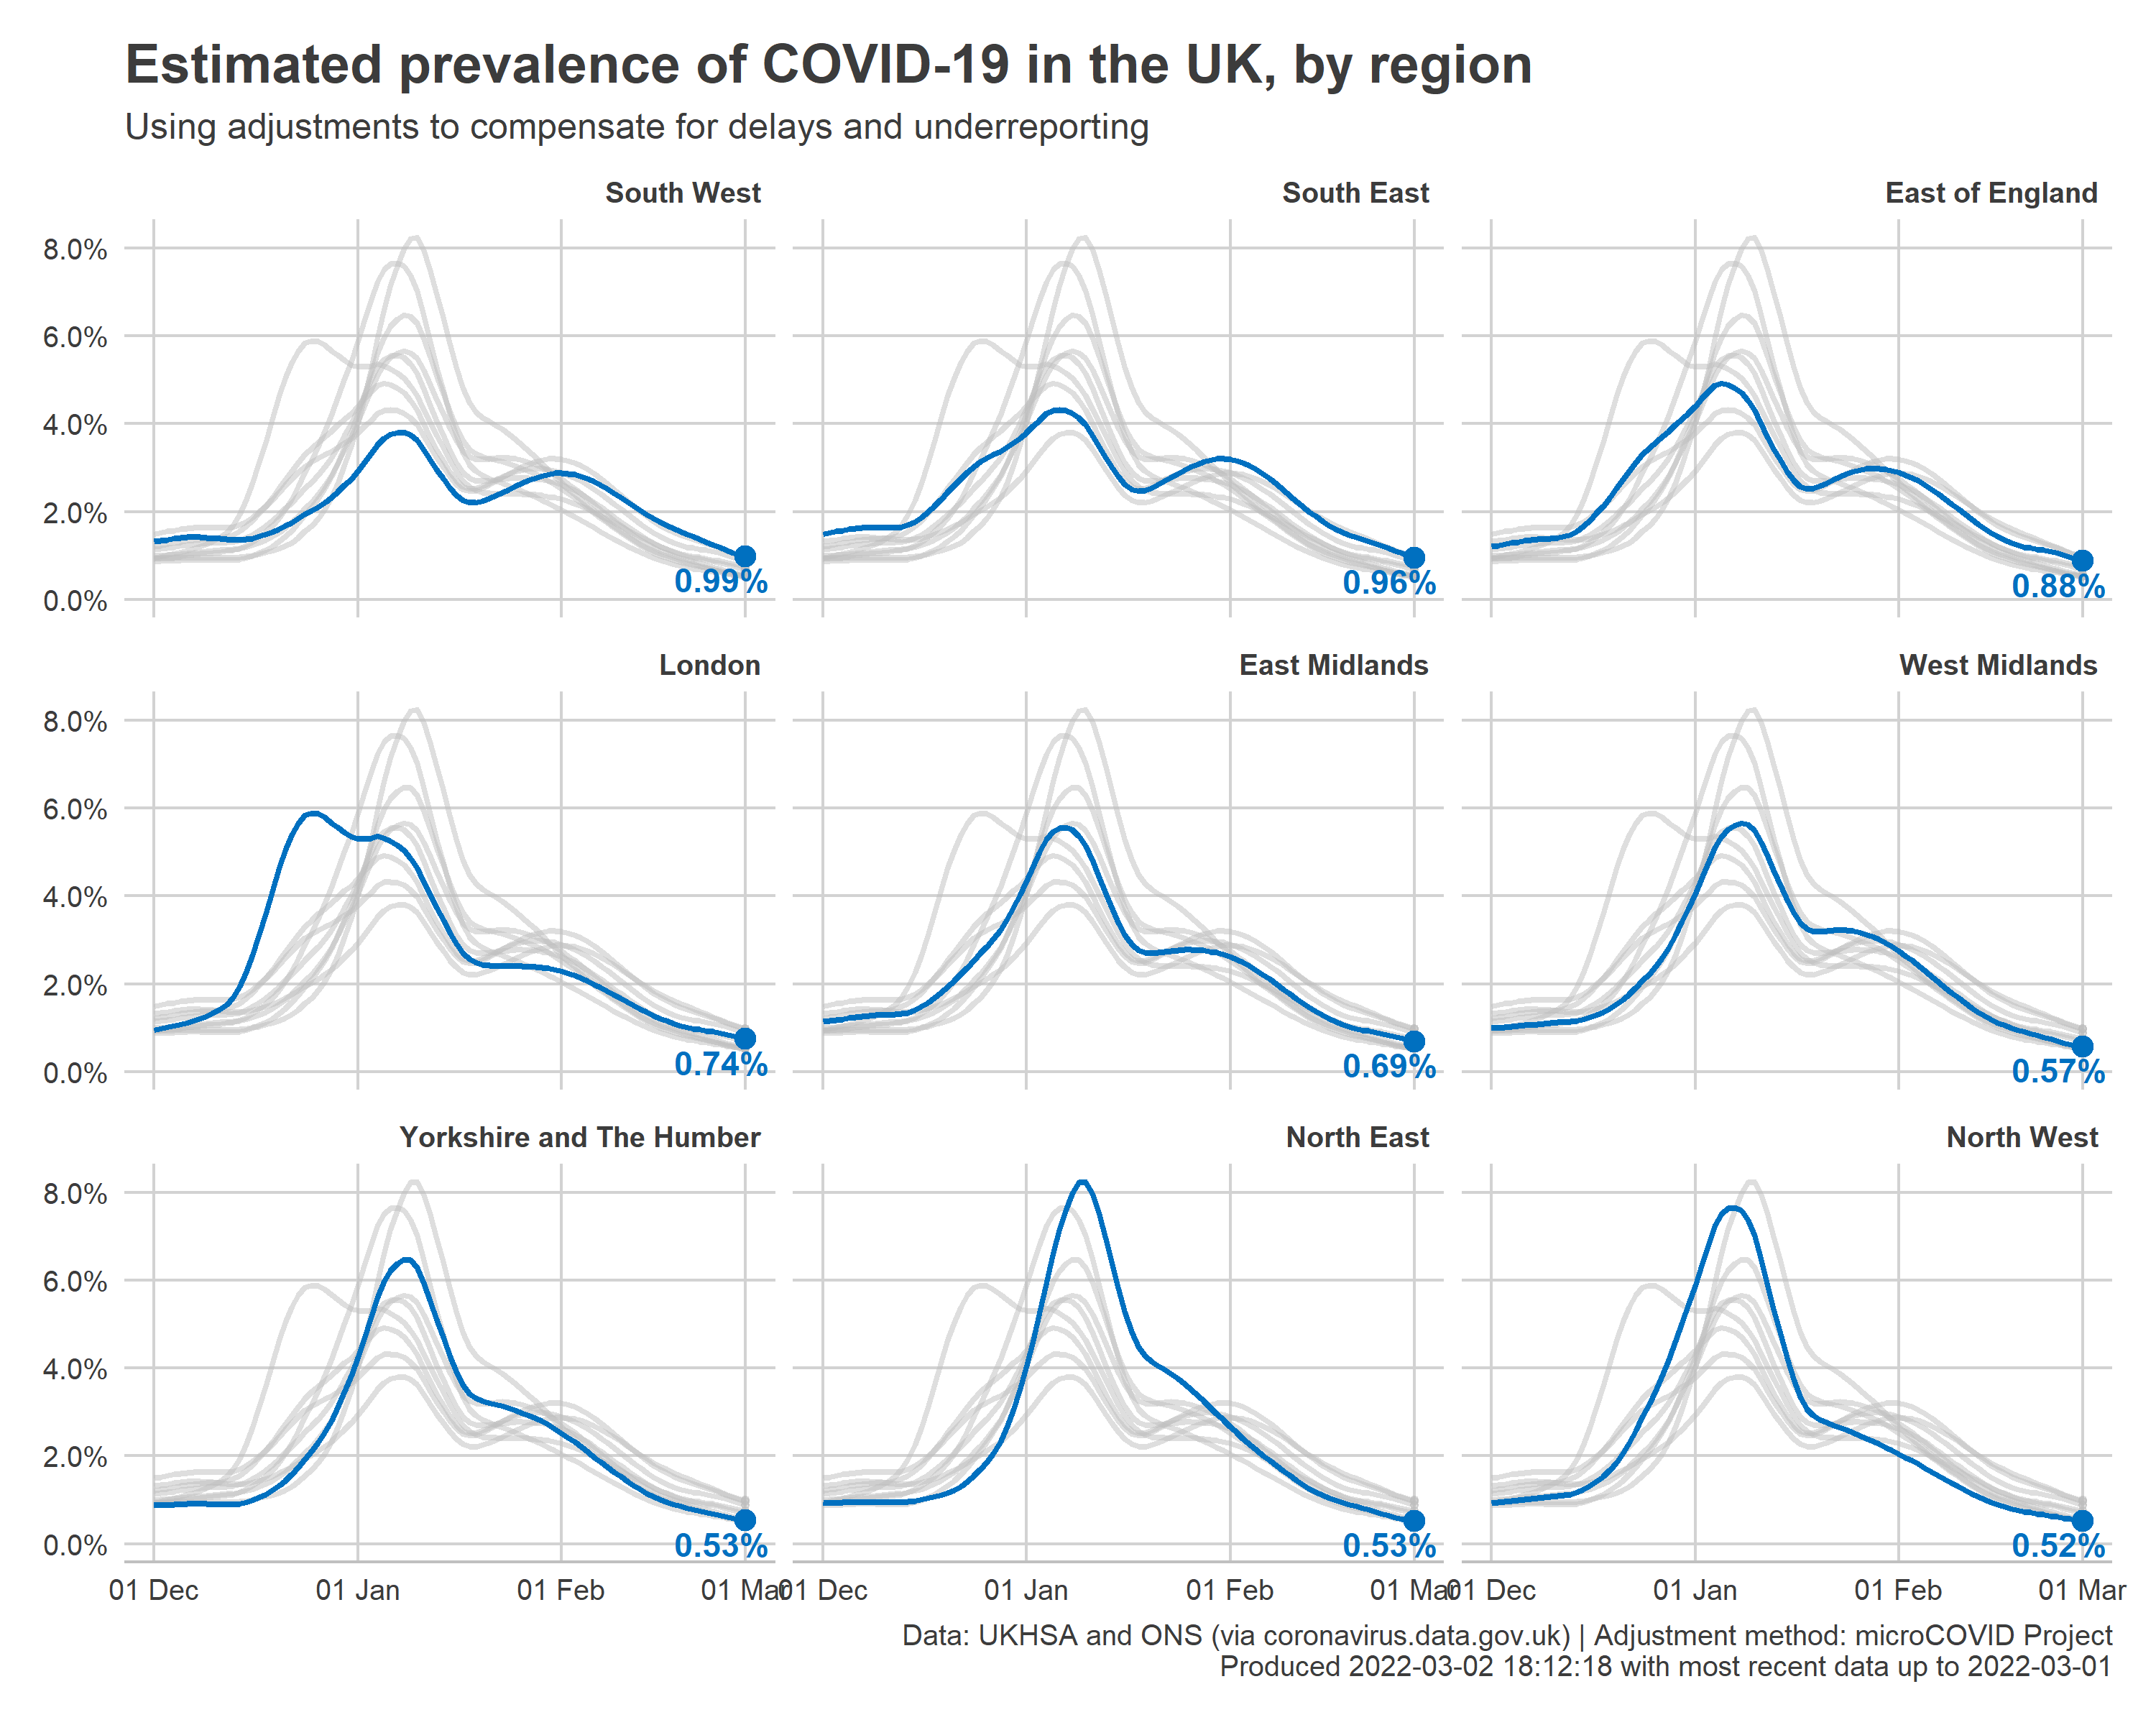 Estimated prevalence of COVID-19 in the UK, by region
Using adjustments to compensate for delays and underreporting
South West
South East
East of England
8.0%
6.0%
4.0%
2.0%
0.0%
0.99%
0.96%
0.88%
London
East Midlands
West Midlands
8.0%
6.0%
4.0%
2.0%
0.0%
0.74%
0.69%
0.57%
Yorkshire and The Humber
North East
North West
8.0%
6.0%
4.0%
2.0%
0.0%
0.53%
0.53%
0.52%
01 Dec 01 Jan 01 Feb 01 Mar
01 Dec 01 Jan 01 Feb 01 Mar
01 Dec 01 Jan 01 Feb 01 Mar
Data: UKHSA and ONS (via coronavirus.data.gov.uk) | Adjustment method: microCOVID Project
Produced 2022-03-02 18:12:18 with most recent data up to 2022-03-01